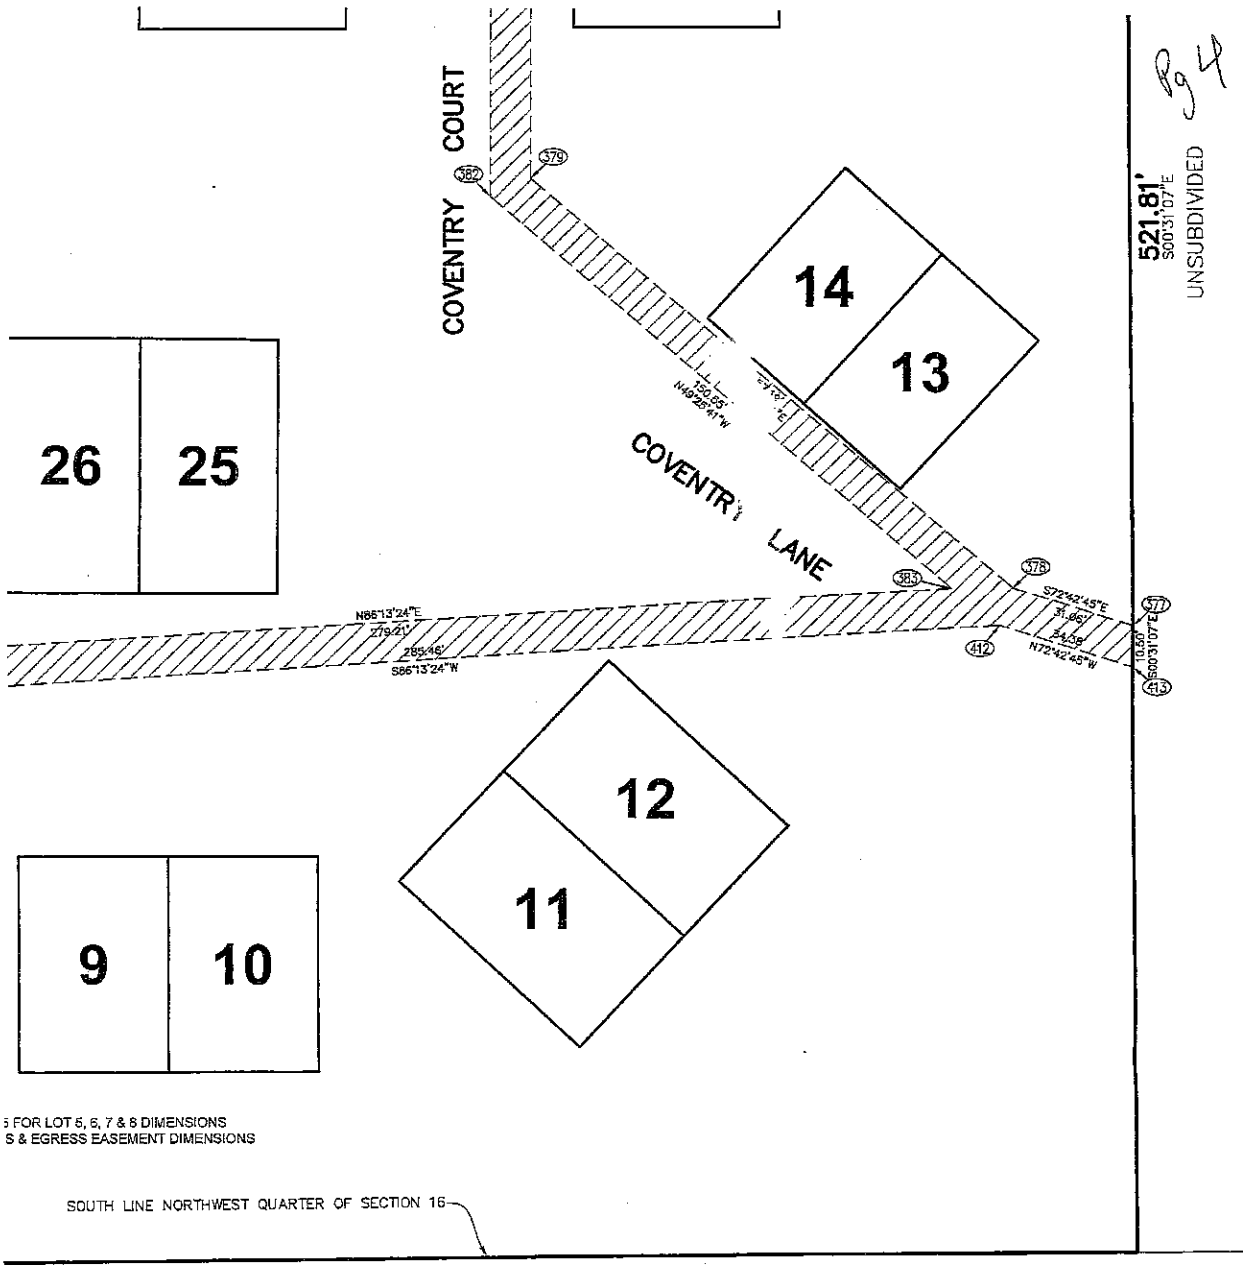 Pg 4
COVENTRY COURT
379
382
521.81'
S00°31'07"E
UNSUBDIVIDED
14
13
26
25
150.65'
N49°26'41"W
COVENTRY LANE
383
378
S72°42'45"E
31.06'
377
N86°13'24"E
279.21'
285.46'
S86°13'24"W
412
34.38'
N72°42'45"W
10.50'
S00°31'07"E
413
12
11
9
10
FOR LOT 5, 6, 7 & 8 DIMENSIONS
S & EGRESS EASEMENT DIMENSIONS
SOUTH LINE NORTHWEST QUARTER OF SECTION 16